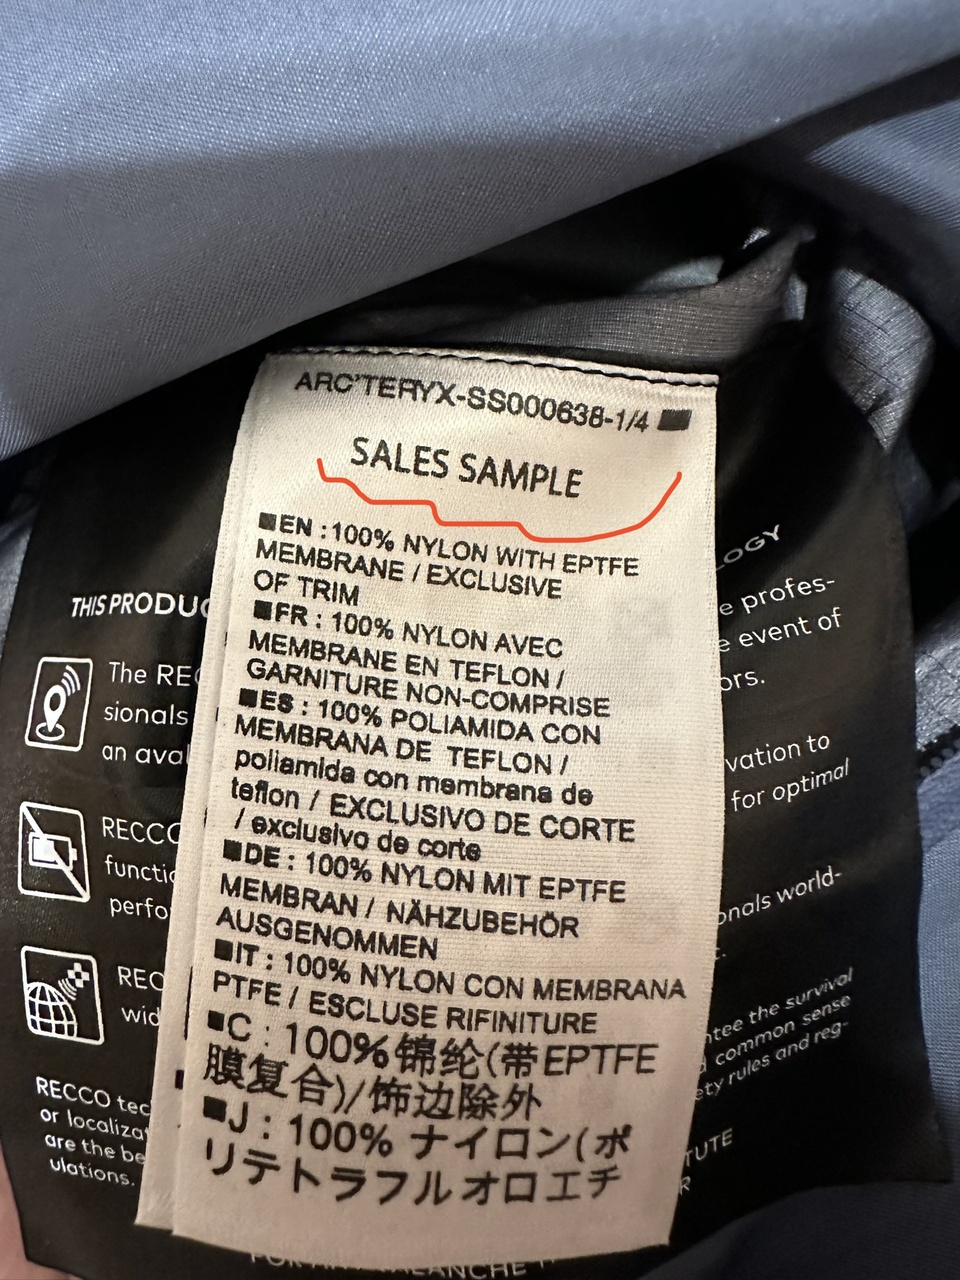 ARC'TERYX-SS000638-1/4
SALES SAMPLE
EN :100% NYLON WITH EPTFE
MEMBRANE / EXCLUSIVE
OF TRIM
FR : 100% NYLON AVEC
MEMBRANE EN TEFLON /
GARNITURE NON-COMPRISE
ES : 100% POLIAMIDA CON
MEMBRANA DE TEFLON /
poliamida con membrana de
teflon / EXCLUSIVO DE CORTE
/ exclusivo de corte
DE : 100% NYLON MIT EPTFE
MEMBRAN / NÄHZUBEHÖR
AUSGENOMMEN
IT : 100% NYLON CON MEMBRANA
PTFE / ESCLUSE RIFINITURE
C : 100%锦纶(带EPTFE
膜复合)/饰边除外
J : 100% ナイロン(ポ
リテトラフルオロエチ
THIS PRODUC
The REC
sionals
an aval
RECCO
functio
perfo
REC
wid
RECCO tec
or localiza
are the be
ulations.
LOGY
e profes-
e event of
ors.
vation to
for optimal
onals world-
ntee the survival
common sense
ety rules and reg-
TUTE
R